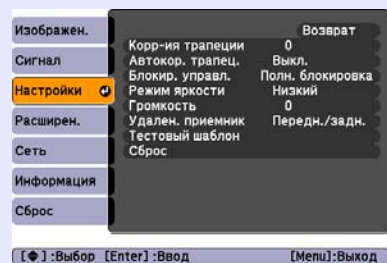 Изображен.
Сигнал
Настройки
Расширен.
Сеть
Информация
Сброс
Возврат
Корр-ия трапеции 0
Автокор. трапец. Выкл.
Блокир. управл. Полн. блокировка
Режим яркости Низкий
Громкость 0
Удален. приемник Передн./задн.
Тестовый шаблон
Сброс
[◆] :Выбор [Enter] :Ввод [Menu]:Выход